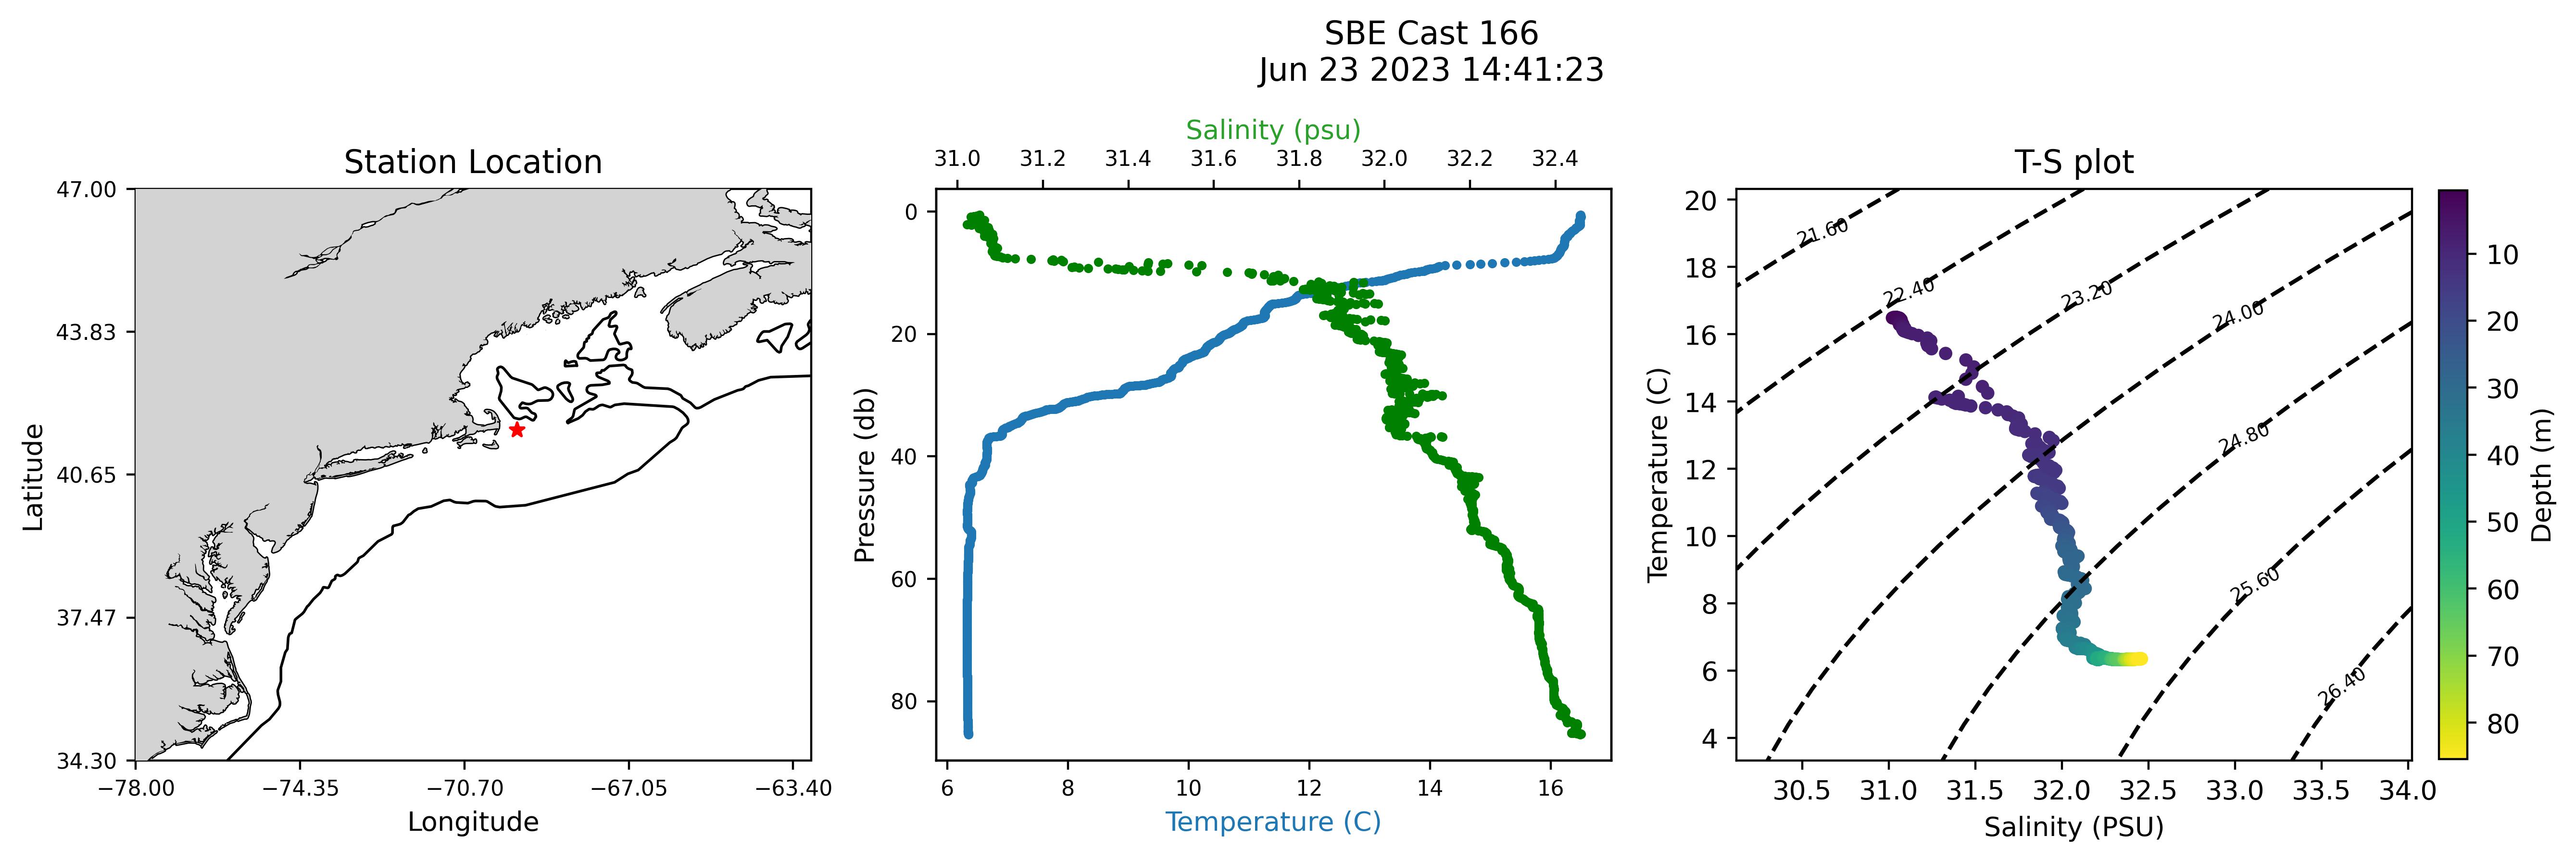 SBE Cast 166
Jun 23 2023 14:41:23
Station Location
47.00
43.83
40.65
37.47
34.30
Latitude
−78.00 −74.35 −70.70 −67.05 −63.40
Longitude
Salinity (psu)
31.0 31.2 31.4 31.6 31.8 32.0 32.2 32.4
0
20
40
60
80
Pressure (db)
6 8 10 12 14 16
Temperature (C)
T-S plot
20
18
16
14
12
10
8
6
4
Temperature (C)
21.60
22.40
23.20
24.00
24.80
25.60
26.40
30.5 31.0 31.5 32.0 32.5 33.0 33.5 34.0
Salinity (PSU)
10
20
30
40
50
60
70
80
Depth (m)